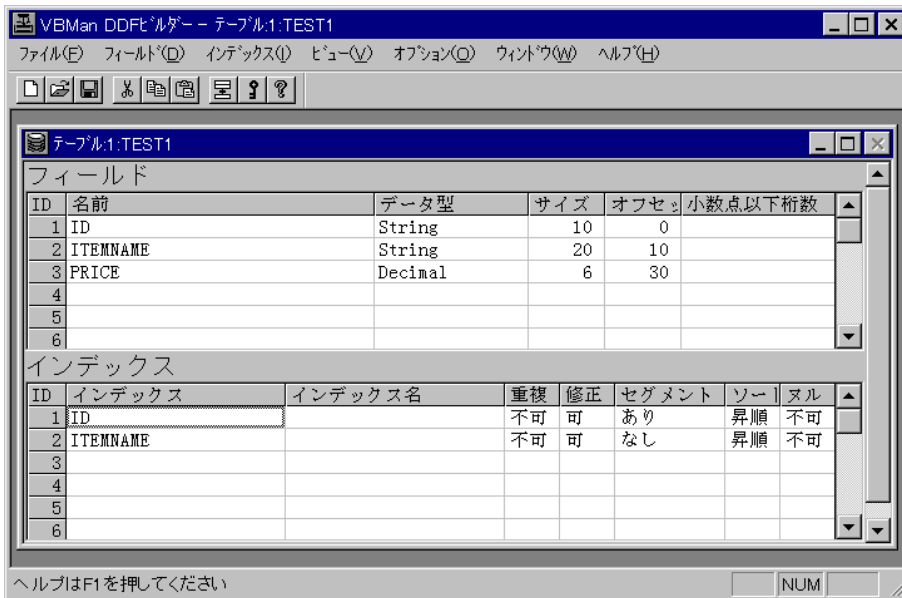 VBMan DDFﾋﾞﾙﾀﾞｰ - ﾃｰﾌﾞﾙ:1:TEST1
ﾌｧｲﾙ(F) ﾌｨｰﾙﾄﾞ(D) ｲﾝﾃﾞｯｸｽ(I) ﾋﾞｭｰ(V) ｵﾌﾟｼｮﾝ(O) ｳｨﾝﾄﾞｳ(W) ﾍﾙﾌﾟ(H)
ﾃｰﾌﾞﾙ:1:TEST1
フィールド
ID 名前 データ型 サイズ オフセッ 小数点以下桁数
1 ID String 10 0
2 ITEMNAME String 20 10
3 PRICE Decimal 6 30
4
5
6
インデックス
ID インデックス インデックス名 重複 修正 セグメント ソー ヌル
1 ID 不可 可 あり 昇順 不可
2 ITEMNAME 不可 可 なし 昇順 不可
3
4
5
6
ヘルプはF1を押してください NUM